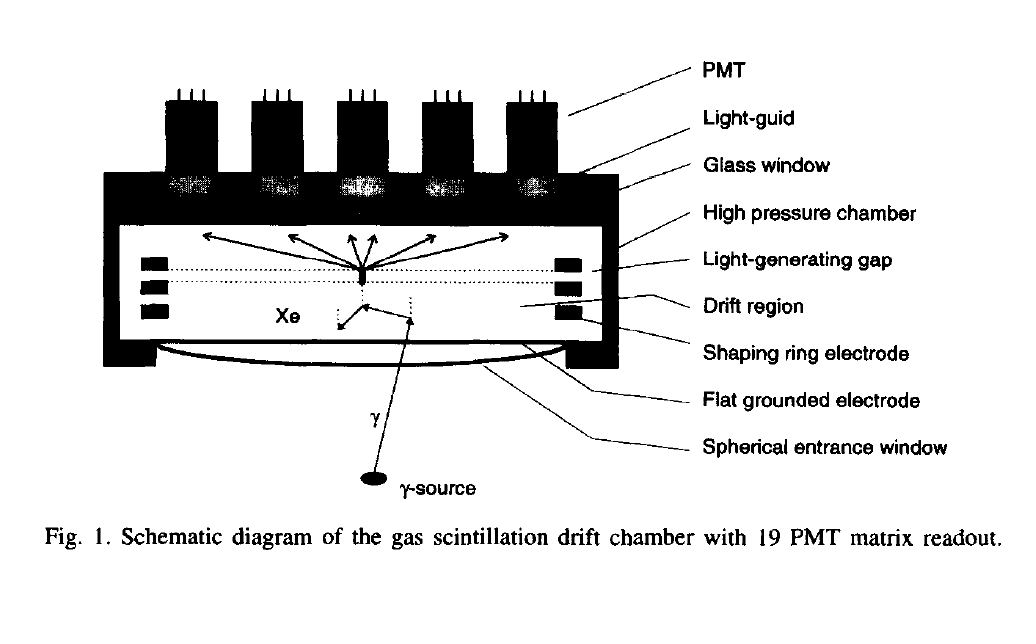 PMT
Light-guid
Glass window
High pressure chamber
Light-generating gap
Drift region
Shaping ring electrode
Flat grounded electrode
Spherical entrance window
Xe
γ
γ-source
Fig. 1. Schematic diagram of the gas scintillation drift chamber with 19 PMT matrix readout.